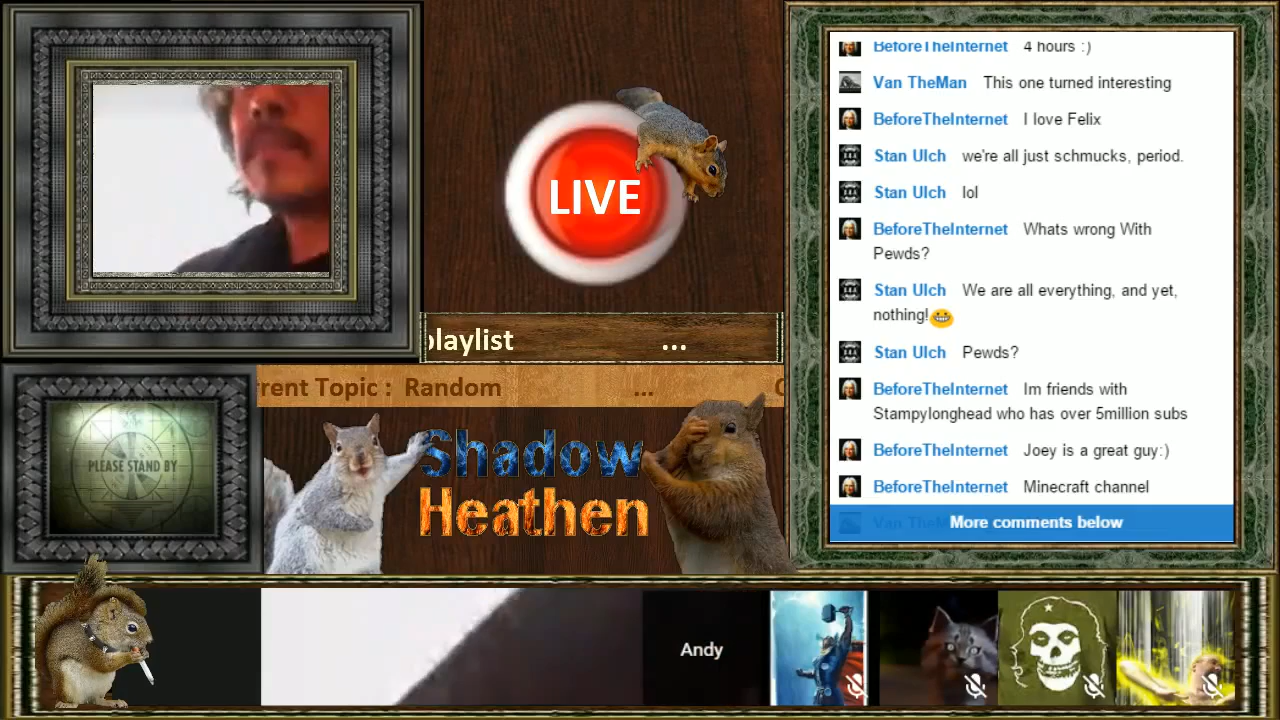 LIVE
playlist ...
rrent Topic : Random ...
PLEASE STAND BY
Shadow
Heathen
BeforeTheInternet 4 hours :)
Van TheMan This one turned interesting
BeforeTheInternet I love Felix
Stan Ulch we're all just schmucks, period.
Stan Ulch lol
BeforeTheInternet Whats wrong With
Pewds?
Stan Ulch We are all everything, and yet,
nothing!😬
Stan Ulch Pewds?
BeforeTheInternet Im friends with
Stampylonghead who has over 5million subs
BeforeTheInternet Joey is a great guy:)
BeforeTheInternet Minecraft channel
More comments below
Andy